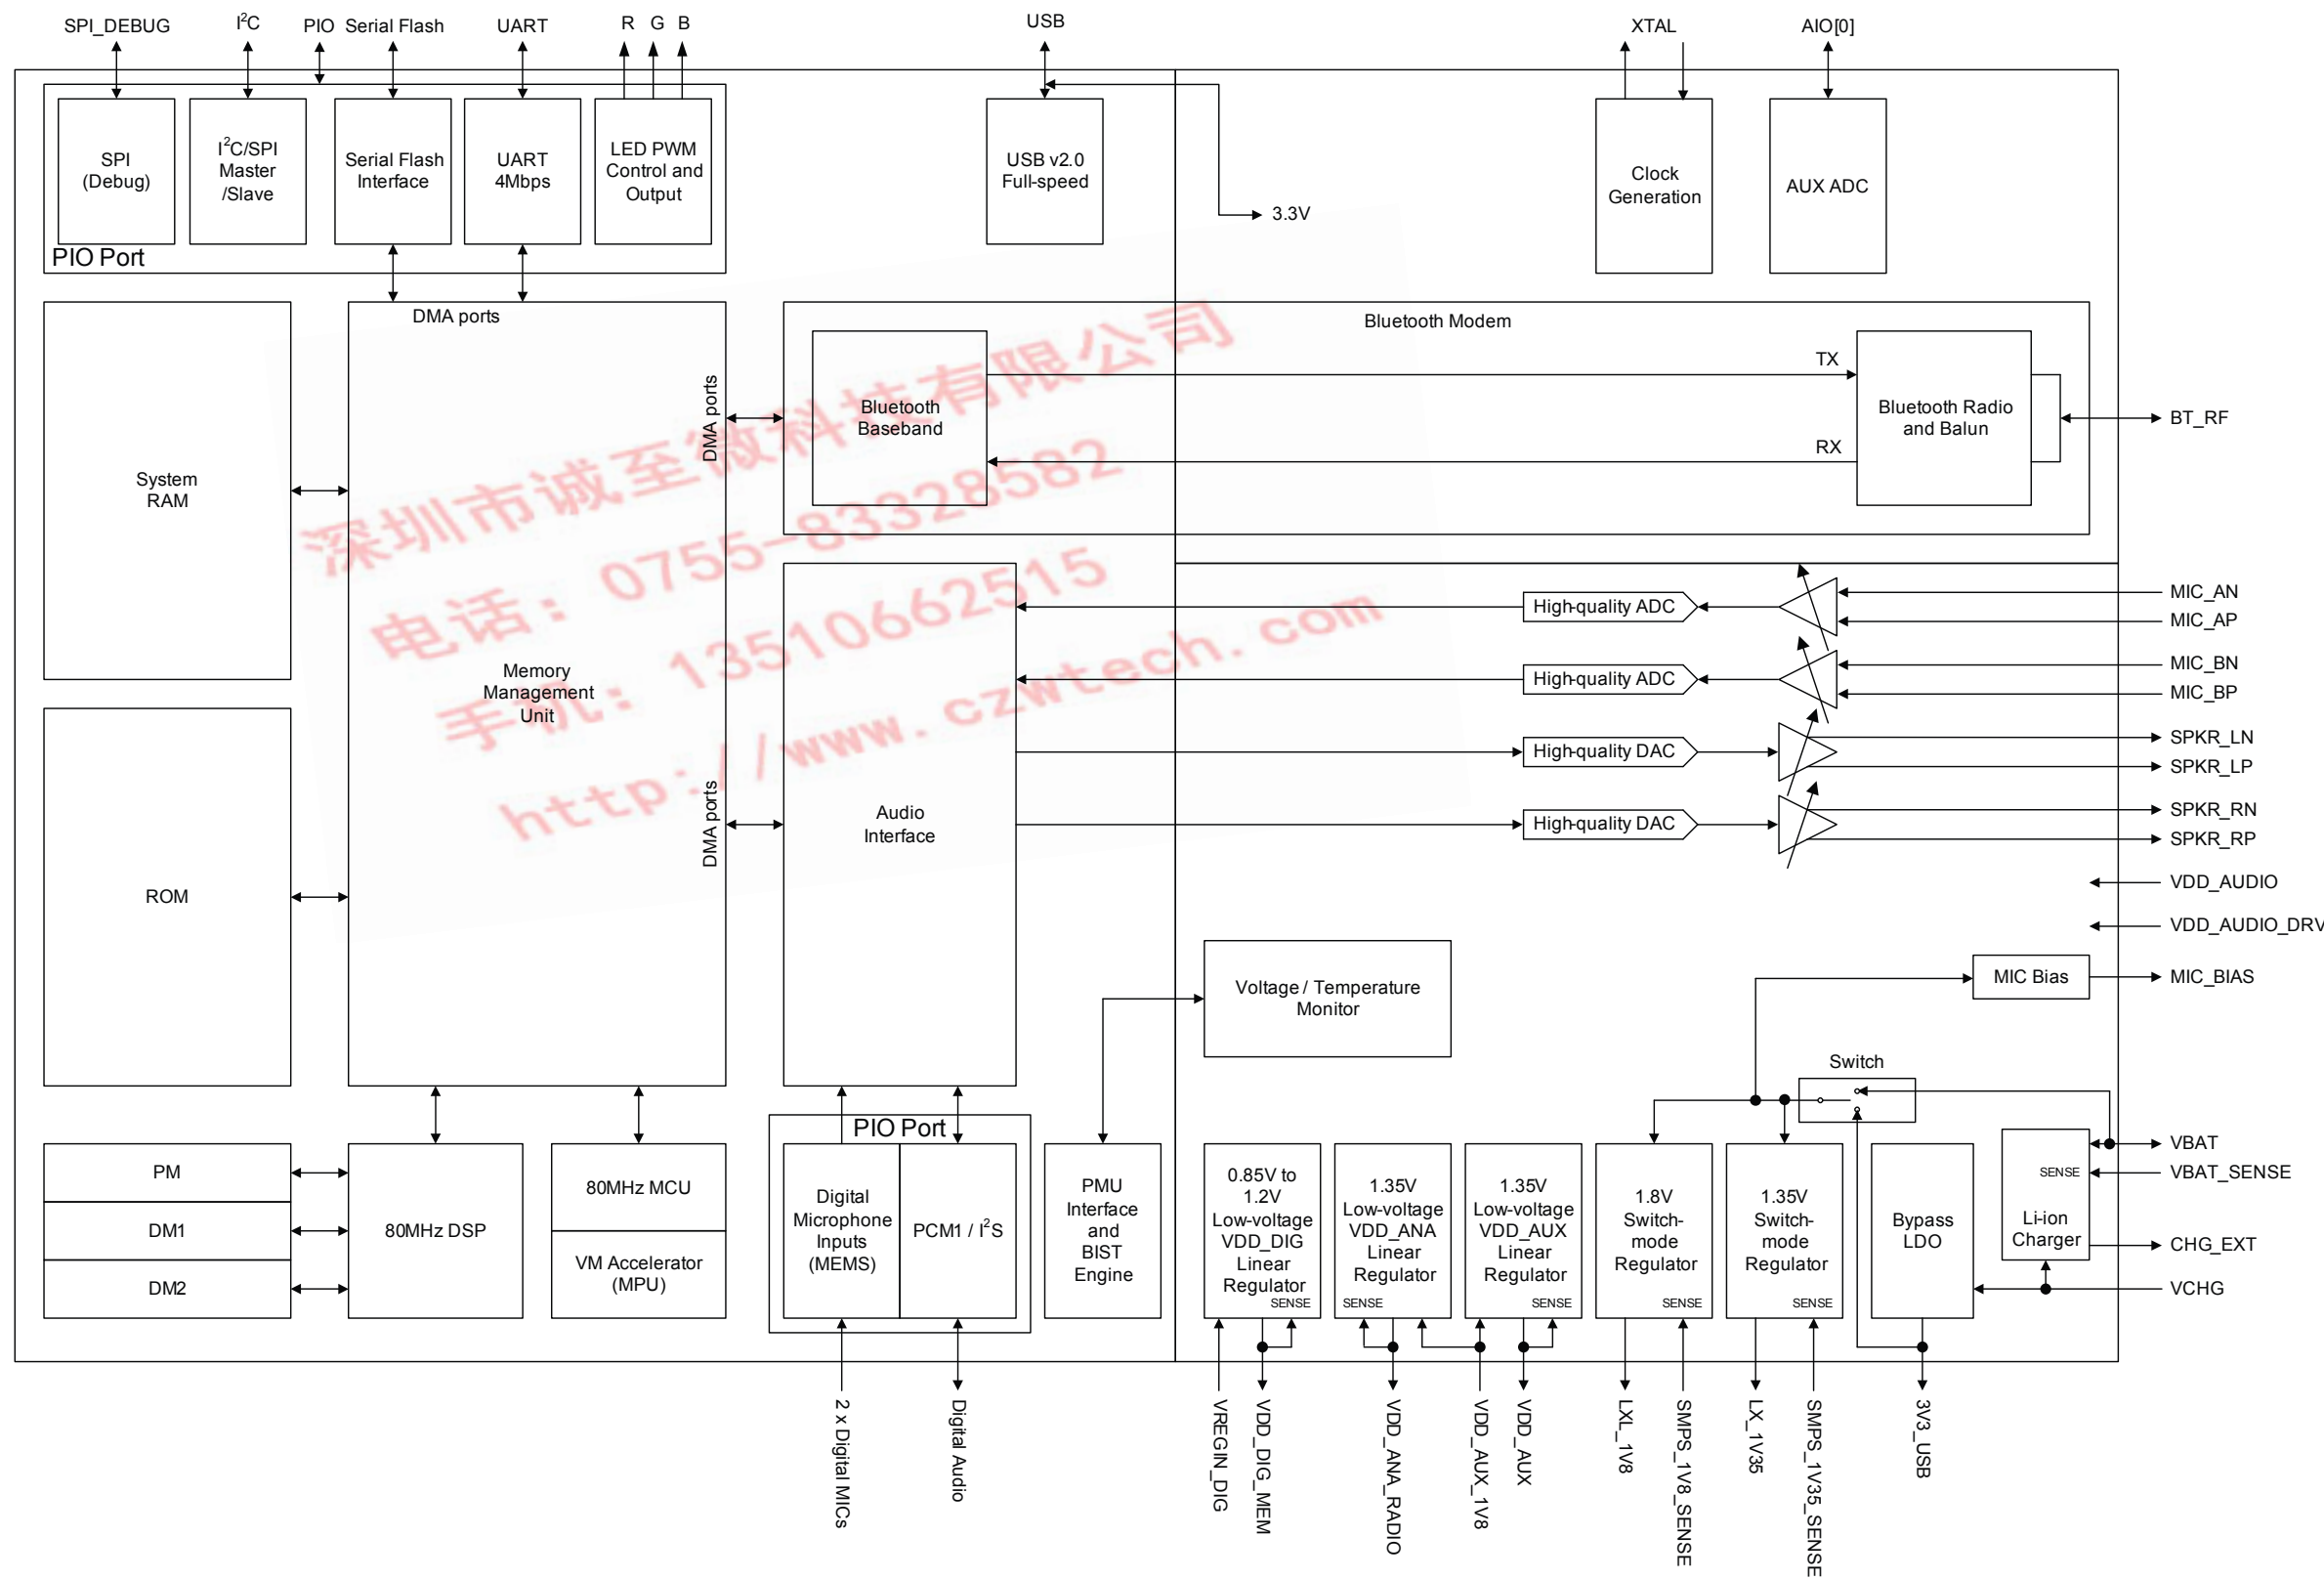 SPI_DEBUG
I²C
PIO
Serial Flash
UART
R G B
USB
XTAL
AIO[0]
SPI
(Debug)
I²C/SPI
Master
/Slave
Serial Flash
Interface
UART
4Mbps
LED PWM
Control and
Output
PIO Port
USB v2.0
Full-speed
3.3V
Clock
Generation
AUX ADC
DMA ports
DMA ports
DMA ports
System
RAM
ROM
Memory
Management
Unit
Bluetooth Modem
Bluetooth
Baseband
TX
RX
Bluetooth Radio
and Balun
BT_RF
Audio
Interface
High-quality ADC
High-quality ADC
High-quality DAC
High-quality DAC
MIC_AN
MIC_AP
MIC_BN
MIC_BP
SPKR_LN
SPKR_LP
SPKR_RN
SPKR_RP
VDD_AUDIO
VDD_AUDIO_DRV
MIC Bias
MIC_BIAS
Voltage / Temperature
Monitor
Switch
PM
DM1
DM2
80MHz DSP
80MHz MCU
VM Accelerator
(MPU)
PIO Port
Digital
Microphone
Inputs
(MEMS)
PCM1 / I²S
PMU
Interface
and
BIST
Engine
0.85V to
1.2V
Low-voltage
VDD_DIG
Linear
Regulator
SENSE
1.35V
Low-voltage
VDD_ANA
Linear
Regulator
SENSE
1.35V
Low-voltage
VDD_AUX
Linear
Regulator
SENSE
1.8V
Switch-
mode
Regulator
SENSE
1.35V
Switch-
mode
Regulator
SENSE
Bypass
LDO
SENSE
Li-ion
Charger
VBAT
VBAT_SENSE
CHG_EXT
VCHG
2 x Digital MICs
Digital Audio
VREGIN_DIG
VDD_DIG_MEM
VDD_ANA_RADIO
VDD_AUX_1V8
VDD_AUX
LXL_1V8
SMPS_1V8_SENSE
LX_1V35
SMPS_1V35_SENSE
3V3_USB
深圳市诚至微科技有限公司
电话：0755-83328582
手机：13510662515
http://www.czwtech.com